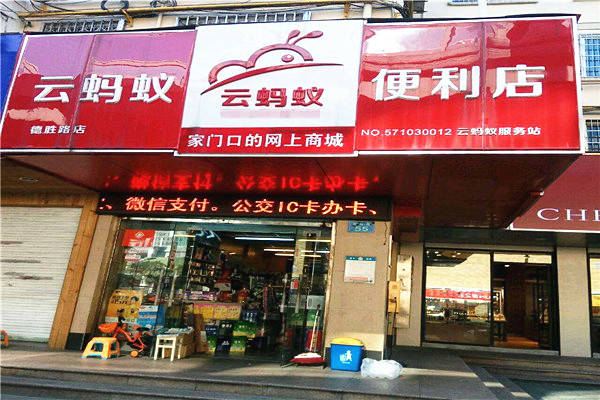 云蚂蚁
德胜路店
云蚂蚁
家门口的网上商城
便利店
NO.571030012 云蚂蚁服务站
CHE
、微信支付。公交IC卡办卡、
55